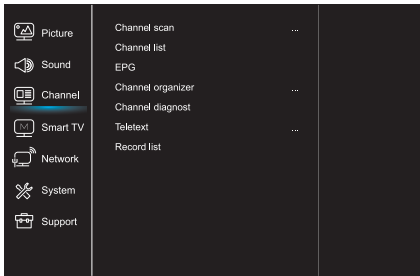 Picture
Sound
Channel
Smart TV
Network
System
Support
Channel scan ...
Channel list
EPG
Channel organizer ...
Channel diagnost
Teletext ...
Record list